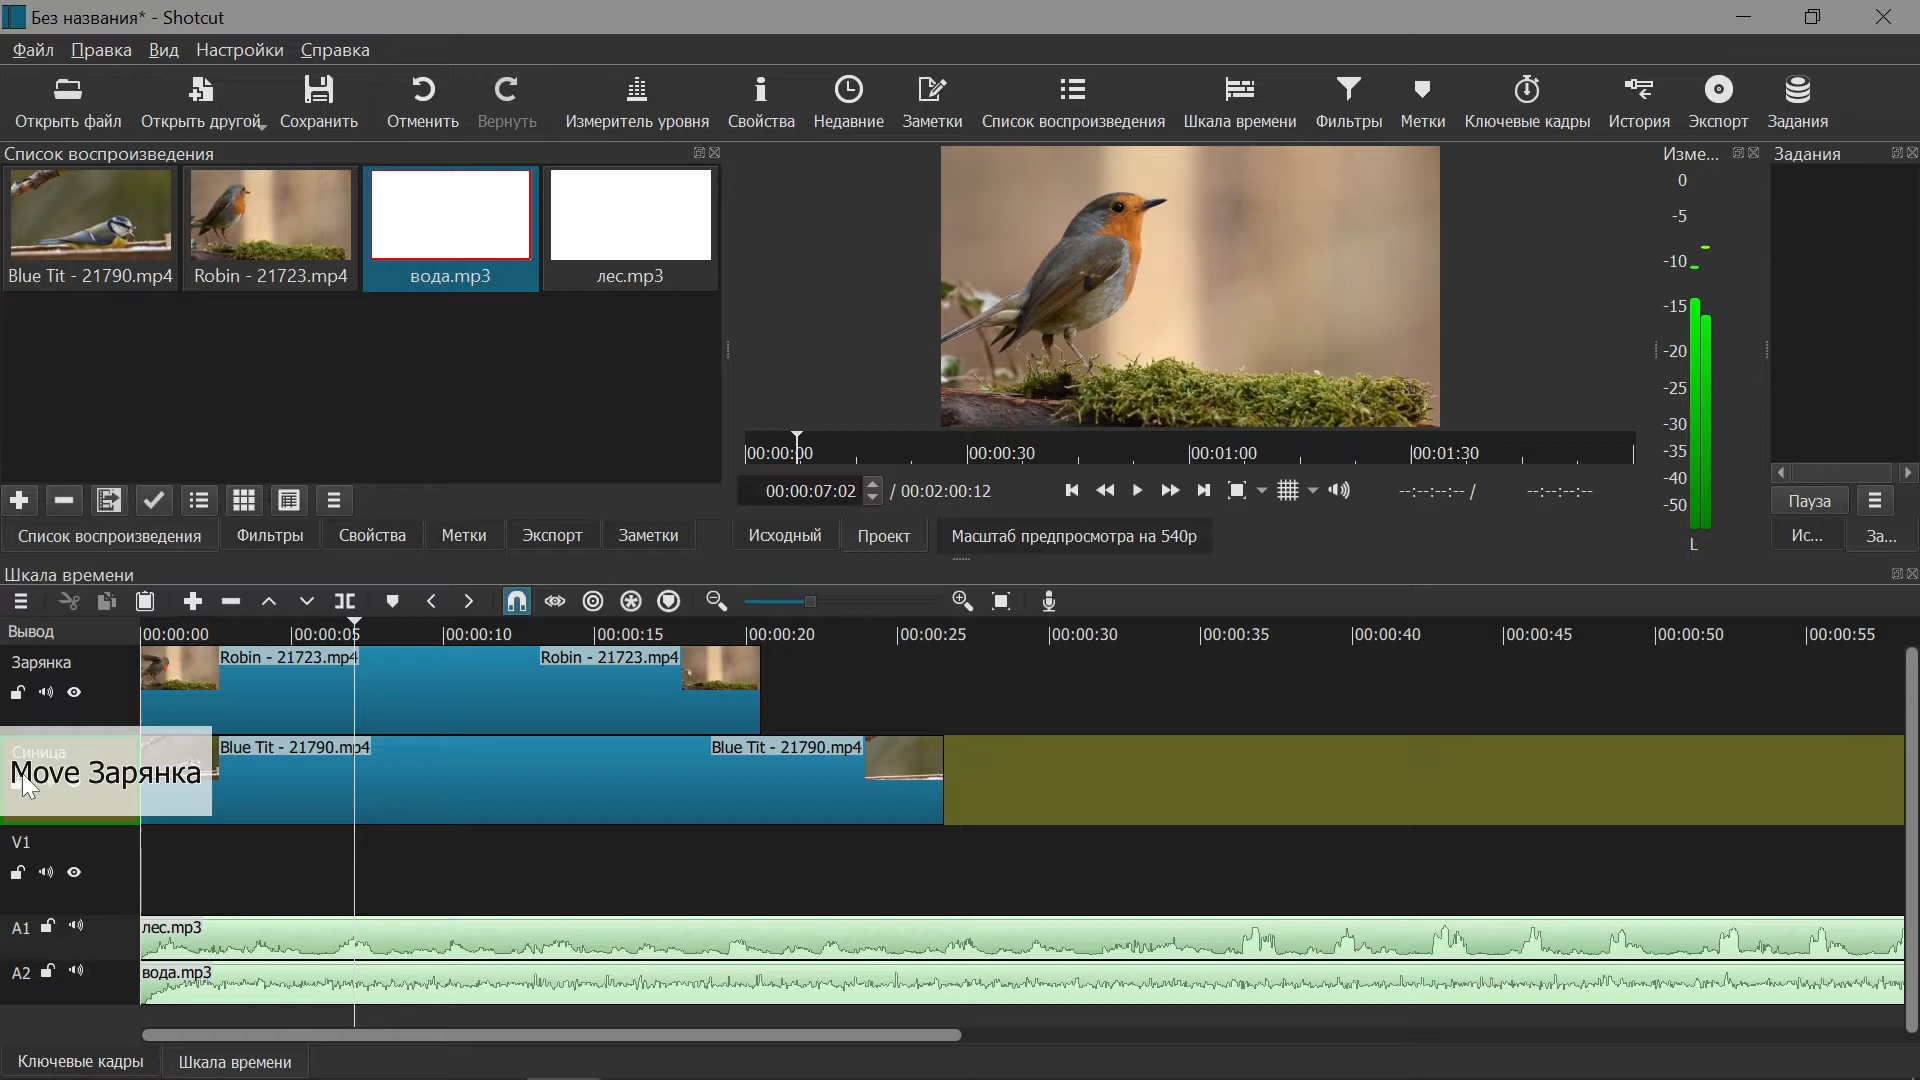 Без названия* - Shotcut
Файл Правка Вид Настройки Справка
Открыть файл Открыть другой Сохранить Отменить Вернуть Измеритель уровня Свойства Недавние Заметки Список воспроизведения Шкала времени Фильтры Метки Ключевые кадры История Экспорт Задания
Список воспроизведения
Blue Tit - 21790.mp4 Robin - 21723.mp4 вода.mp3 лес.mp3
Изме... Задания
0
-5
-10
-15
-20
-25
-30
-35
-40
-50
L
00:00:00 00:00:30 00:01:00 00:01:30
00:00:07:02 / 00:02:00:12 --:--:--:-- / --:--:--:--
Пауза
Список воспроизведения Фильтры Свойства Метки Экспорт Заметки Исходный Проект Масштаб предпросмотра на 540p Ис... За...
Шкала времени
Вывод 00:00:00 00:00:05 00:00:10 00:00:15 00:00:20 00:00:25 00:00:30 00:00:35 00:00:40 00:00:45 00:00:50 00:00:55
Зарянка Robin - 21723.mp4 Robin - 21723.mp4
Синица Blue Tit - 21790.mp4 Blue Tit - 21790.mp4
Move Зарянка
V1
A1 лес.mp3
A2 вода.mp3
Ключевые кадры Шкала времени